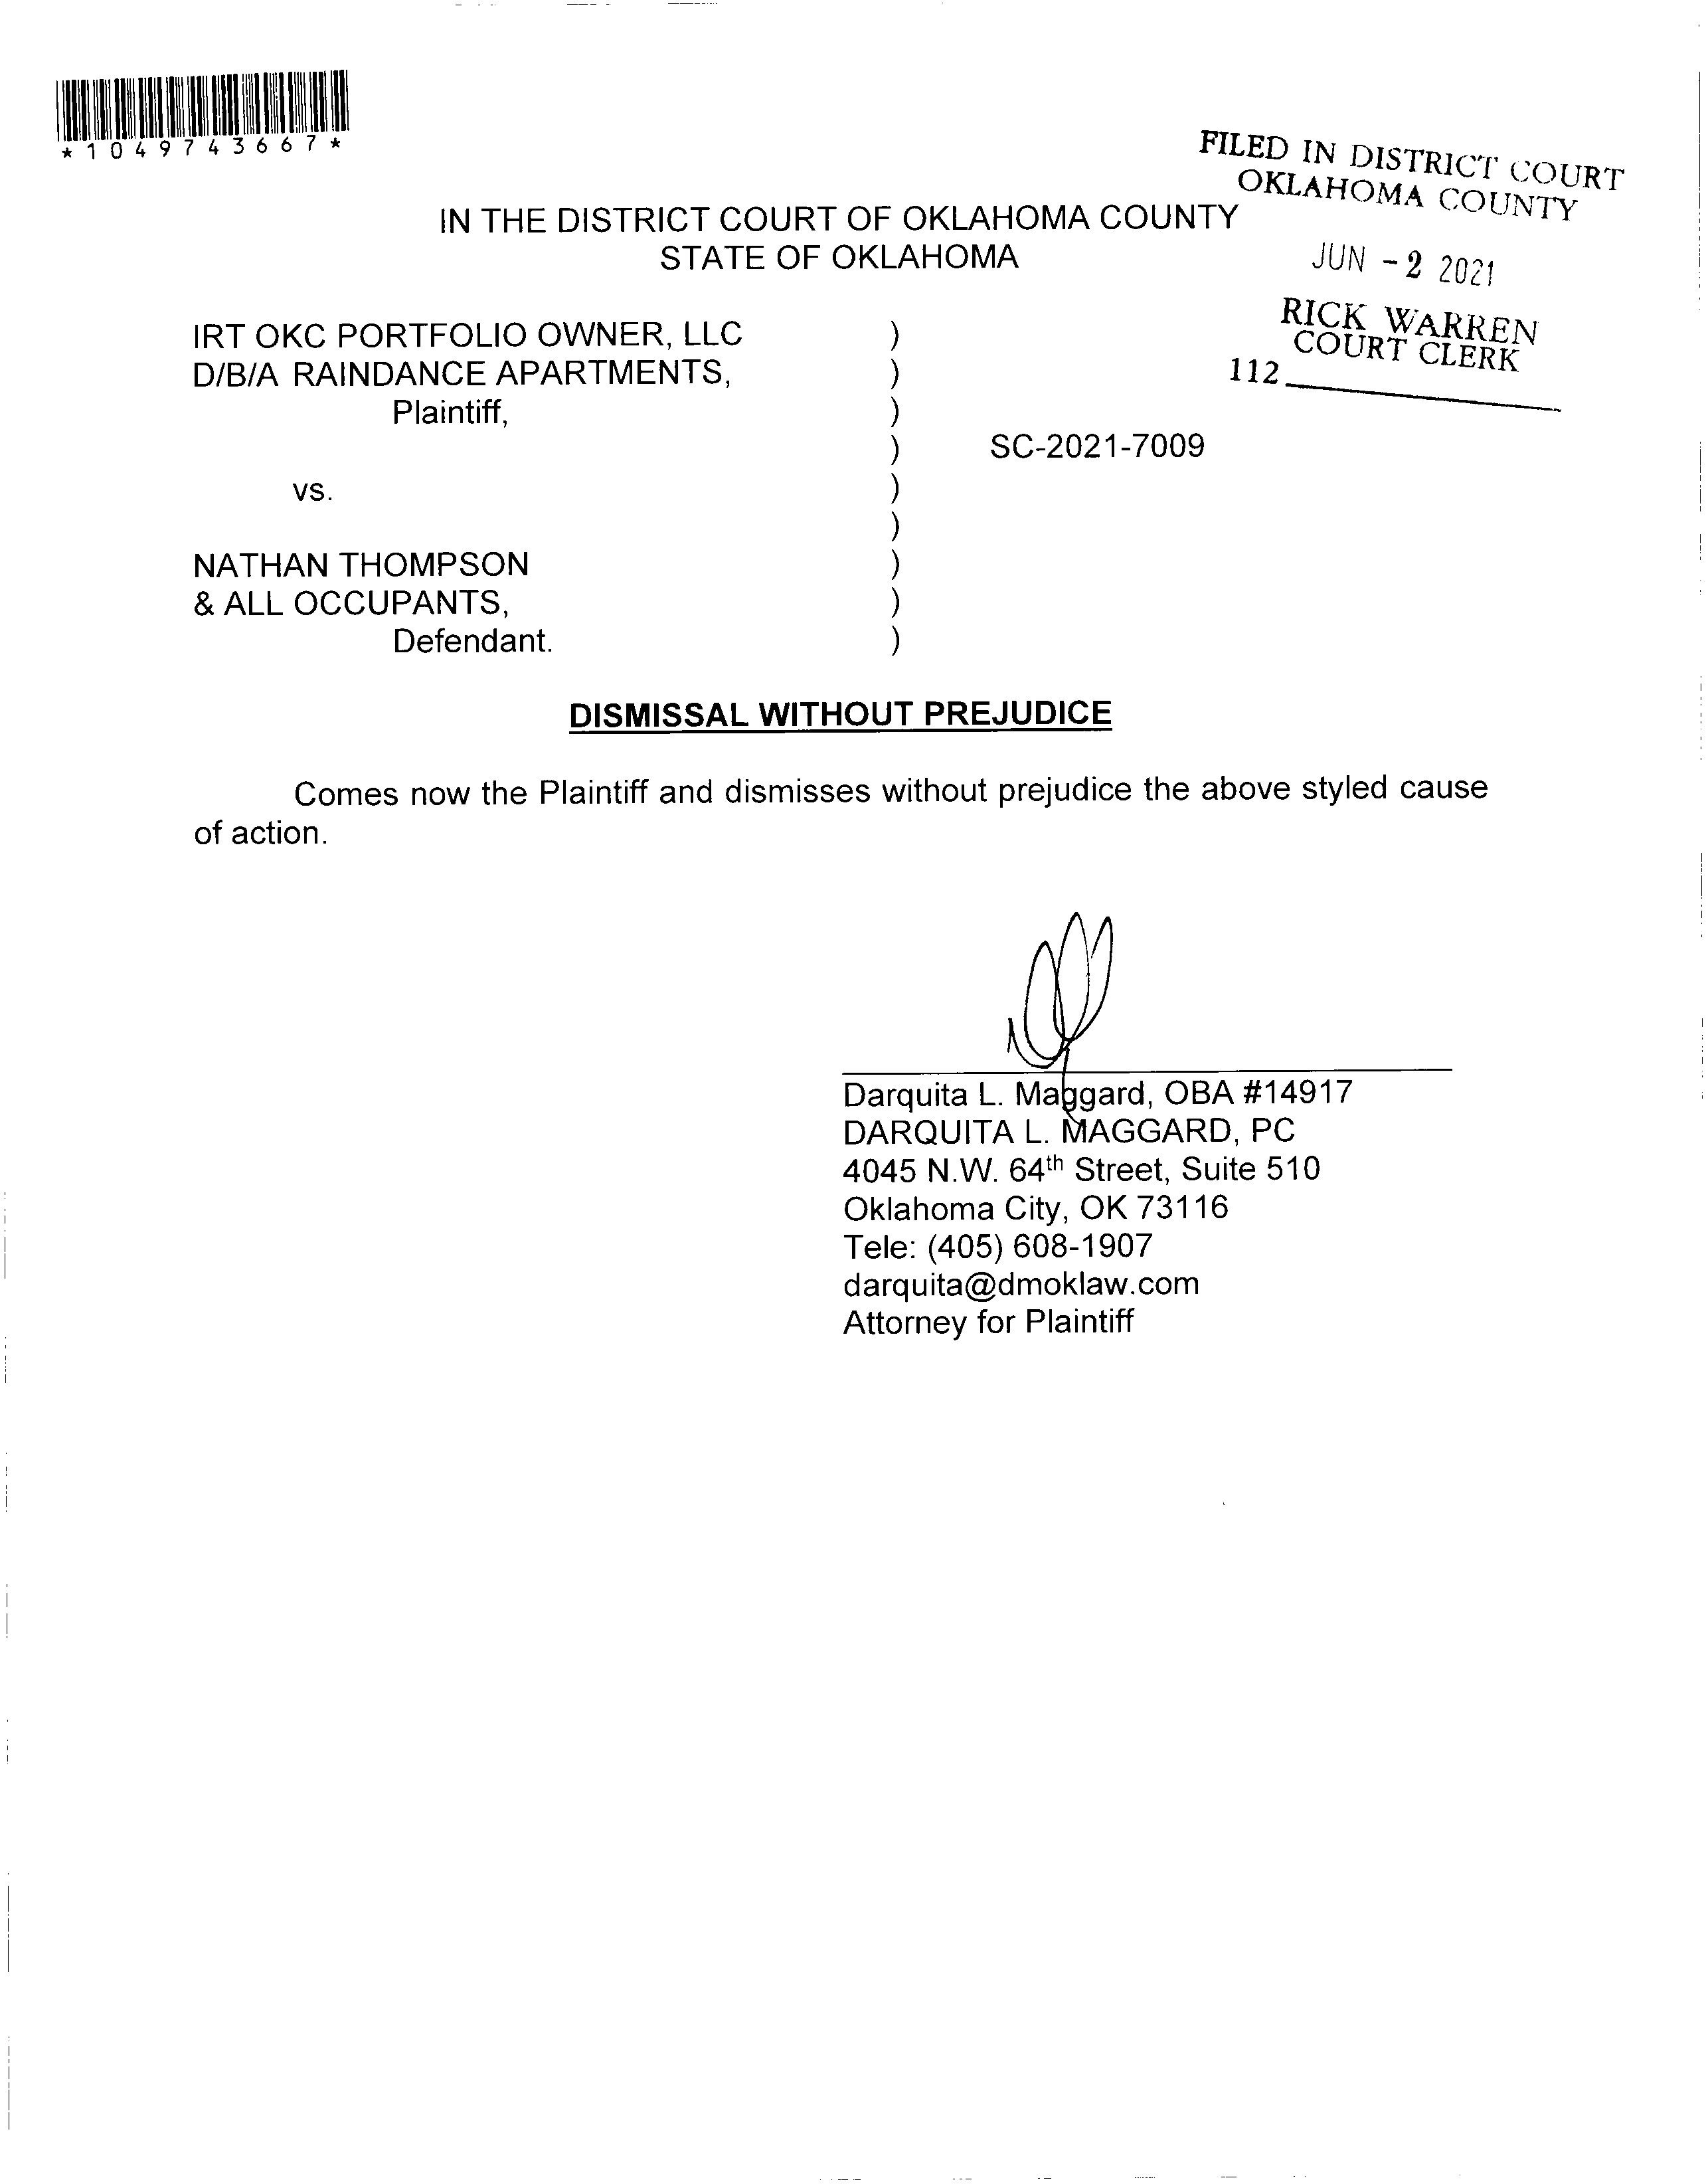 *1049743667*
FILED IN DISTRICT COURT
OKLAHOMA COUNTY
JUN - 2 2021
RICK WARREN
COURT CLERK
112
IN THE DISTRICT COURT OF OKLAHOMA COUNTY
STATE OF OKLAHOMA
IRT OKC PORTFOLIO OWNER, LLC )
D/B/A RAINDANCE APARTMENTS, )
Plaintiff, )
) SC-2021-7009
vs. )
)
NATHAN THOMPSON )
& ALL OCCUPANTS, )
Defendant. )
DISMISSAL WITHOUT PREJUDICE
Comes now the Plaintiff and dismisses without prejudice the above styled cause
of action.
Darquita L. Maggard, OBA #14917
DARQUITA L. MAGGARD, PC
4045 N.W. 64th Street, Suite 510
Oklahoma City, OK 73116
Tele: (405) 608-1907
darquita@dmoklaw.com
Attorney for Plaintiff